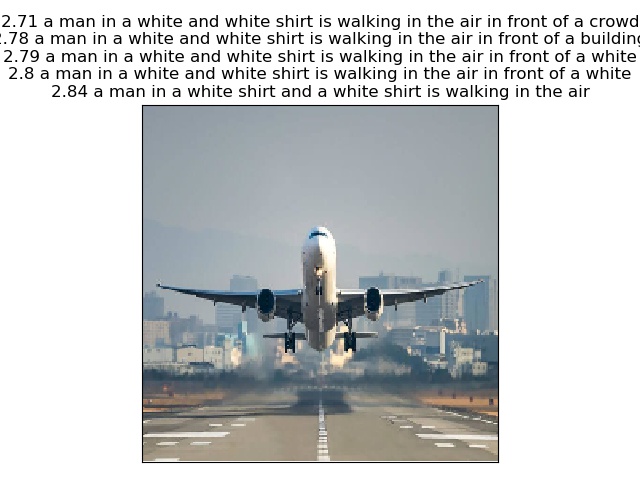 2.71 a man in a white and white shirt is walking in the air in front of a crowd
2.78 a man in a white and white shirt is walking in the air in front of a building
2.79 a man in a white and white shirt is walking in the air in front of a white
2.8 a man in a white and white shirt is walking in the air in front of a white
2.84 a man in a white shirt and a white shirt is walking in the air